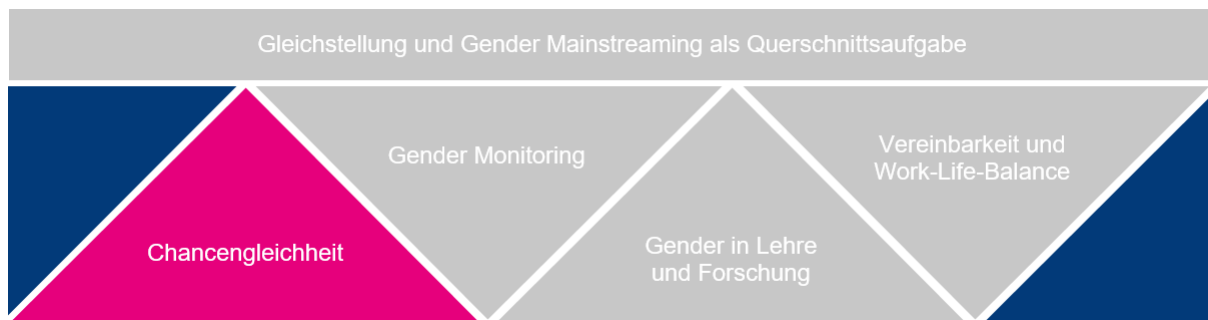 Gleichstellung und Gender Mainstreaming als Querschnittsaufgabe
Chancengleichheit
Gender Monitoring
Gender in Lehre
und Forschung
Vereinbarkeit und
Work-Life-Balance